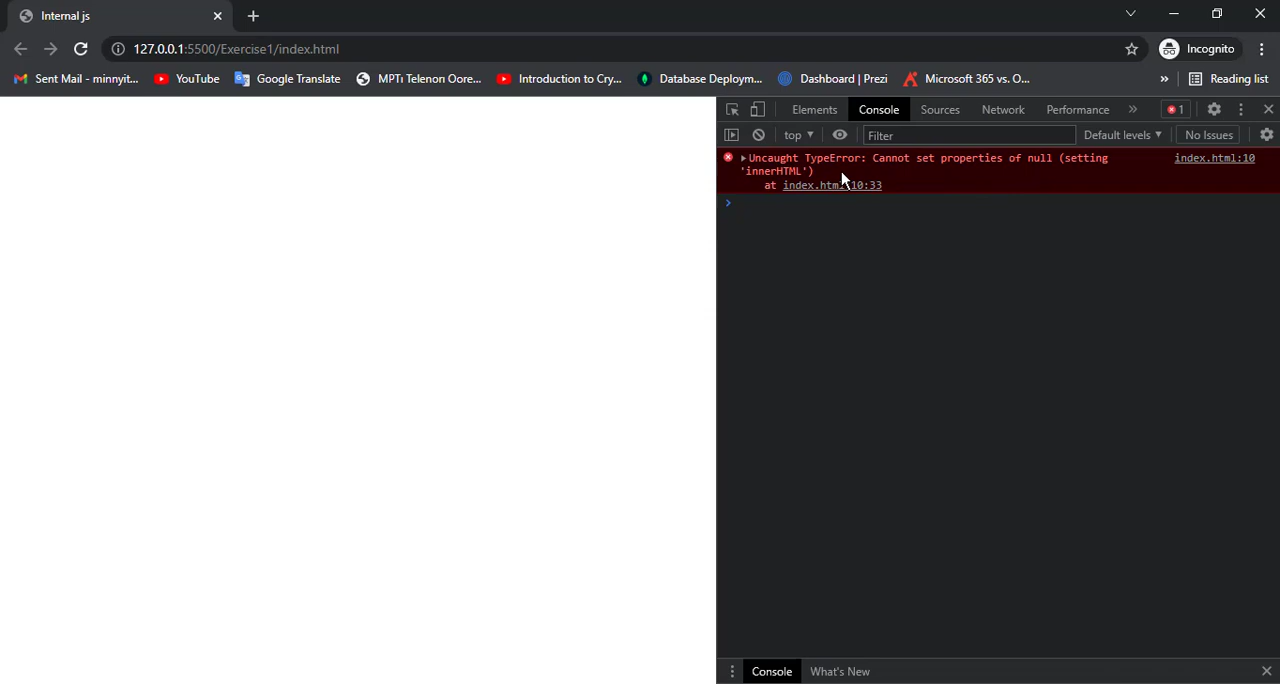 Internal js
127.0.0.1:5500/Exercise1/index.html
Incognito
Sent Mail - minnyit... YouTube Google Translate MPTι Telenon Oore... Introduction to Cry... Database Deploym... Dashboard | Prezi Microsoft 365 vs. O... » Reading list
Elements Console Sources Network Performance » 1
top ▼ Filter Default levels ▼ No Issues
Uncaught TypeError: Cannot set properties of null (setting index.html:10
'innerHTML')
at index.html:10:33
Console What's New